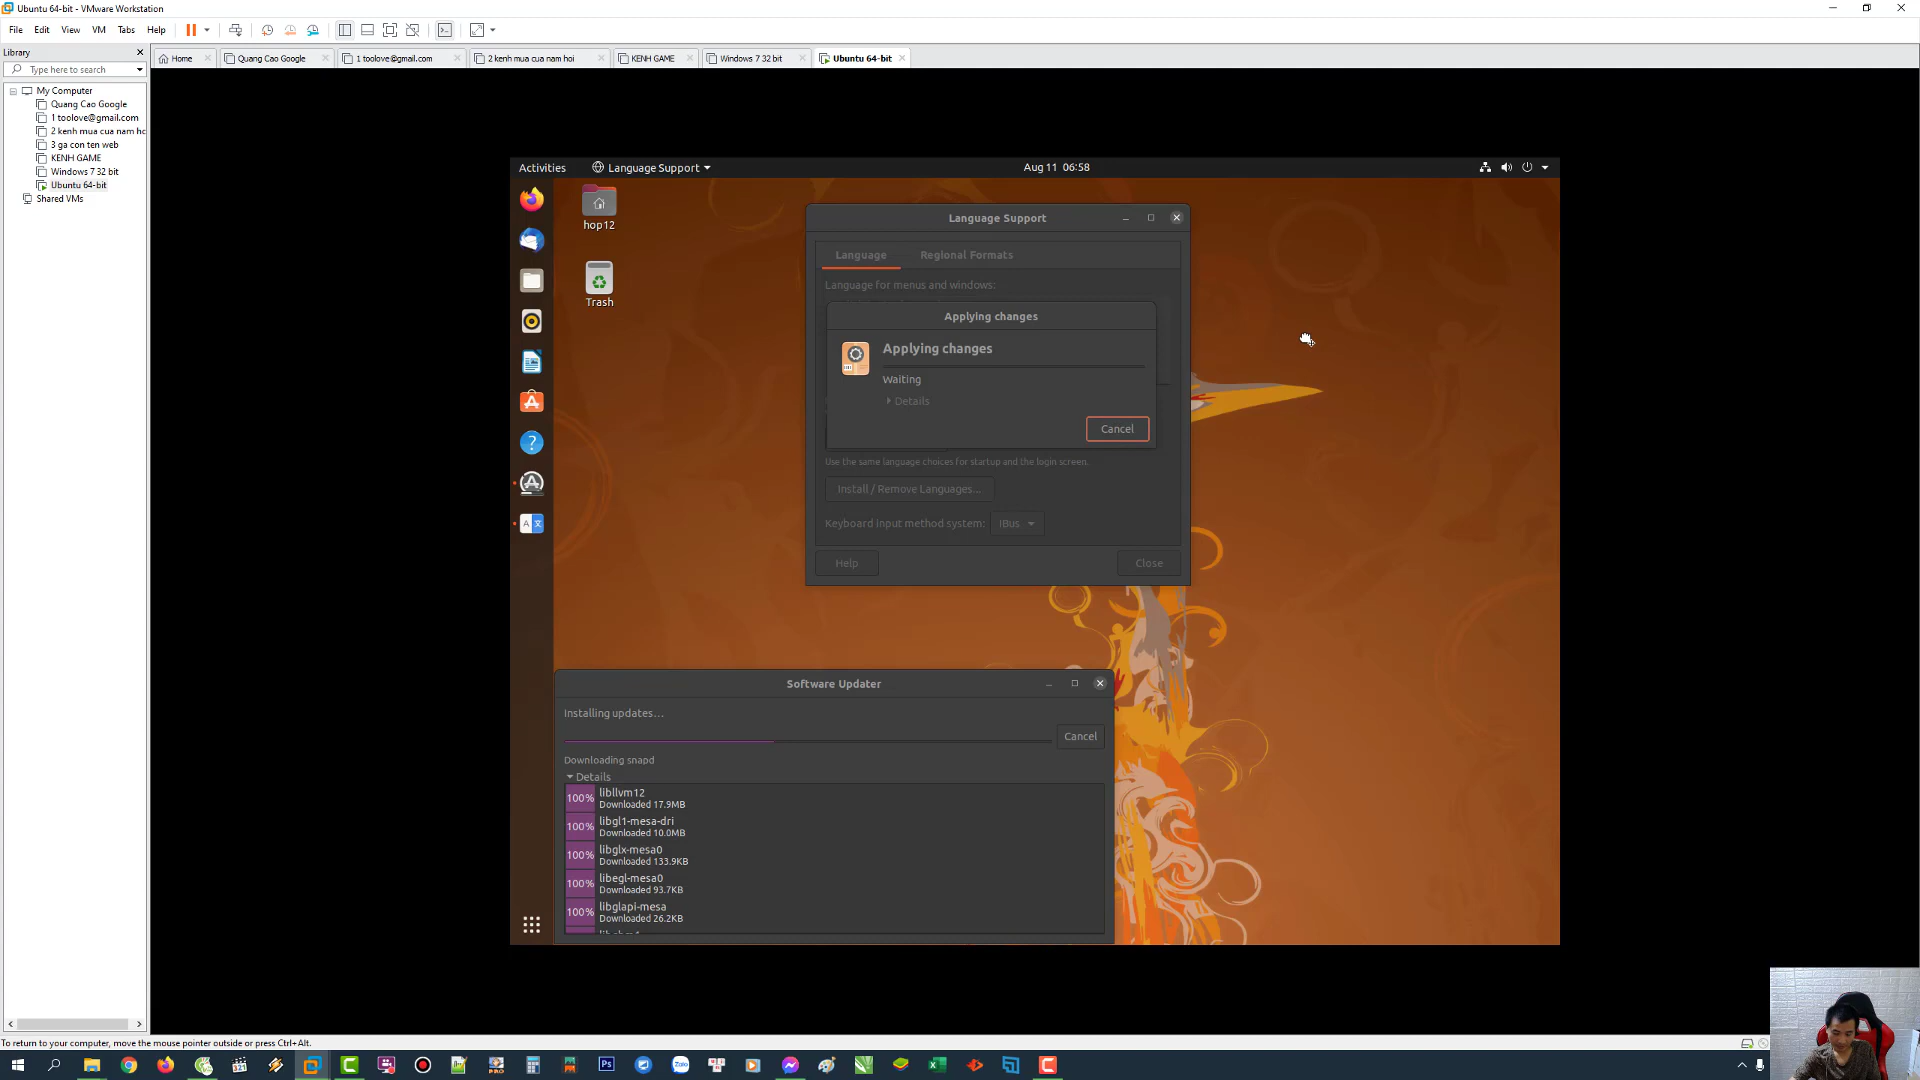 Ubuntu 64-bit - VMware Workstation
File Edit View VM Tabs Help
Library
Type here to search
Home
Quang Cao Google
1 toolove@gmail.com
2 kenh mua cua nam hoi
KENH GAME
Windows 7 32 bit
Ubuntu 64-bit
My Computer
Quang Cao Google
1 toolove@gmail.com
2 kenh mua cua nam ho
3 ga con ten web
KENH GAME
Windows 7 32 bit
Ubuntu 64-bit
Shared VMs
Activities
Language Support
Aug 11 06:58
hop12
Trash
Language Support
Language
Regional Formats
Language for menus and windows:
Applying changes
Applying changes
Waiting
Details
Cancel
Use the same language choices for startup and the login screen.
Install / Remove Languages...
Keyboard input method system: IBus
Help
Close
Software Updater
Installing updates...
Cancel
Downloading snapd
Details
100% libllvm12
Downloaded 17.9MB
100% libgl1-mesa-dri
Downloaded 10.0MB
100% libglx-mesa0
Downloaded 133.9KB
100% libegl-mesa0
Downloaded 93.7KB
100% libglapi-mesa
Downloaded 26.2KB
To return to your computer, move the mouse pointer outside or press Ctrl+Alt.